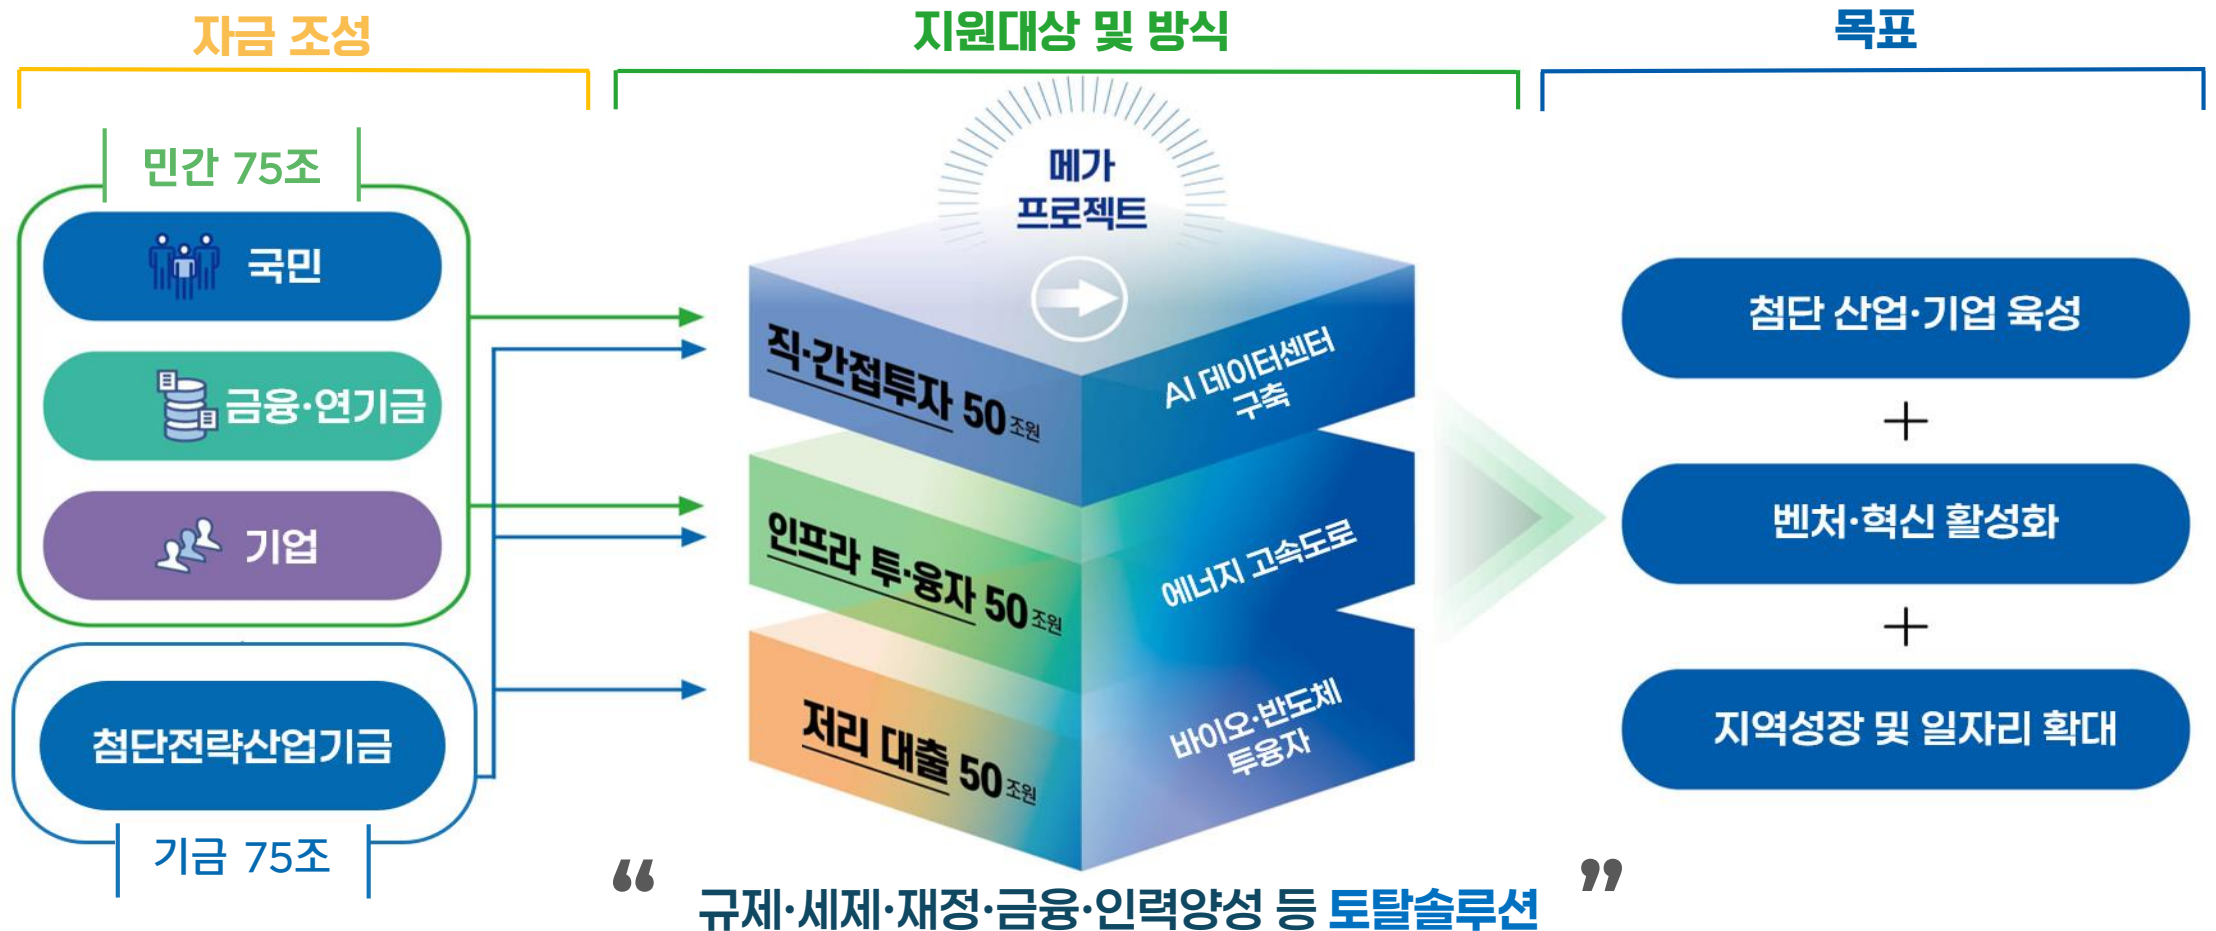 자금 조성
지원대상 및 방식
목표
민간 75조
국민
금융·연기금
기업
첨단전략산업기금
기금 75조
메가
프로젝트
직·간접투자 50조원
AI 데이터센터
구축
인프라 투·융자 50조원
에너지 고속도로
저리 대출 50조원
바이오·반도체
투융자
첨단 산업·기업 육성
+
벤처·혁신 활성화
+
지역성장 및 일자리 확대
“ 규제·세제·재정·금융·인력양성 등 토탈솔루션 ”